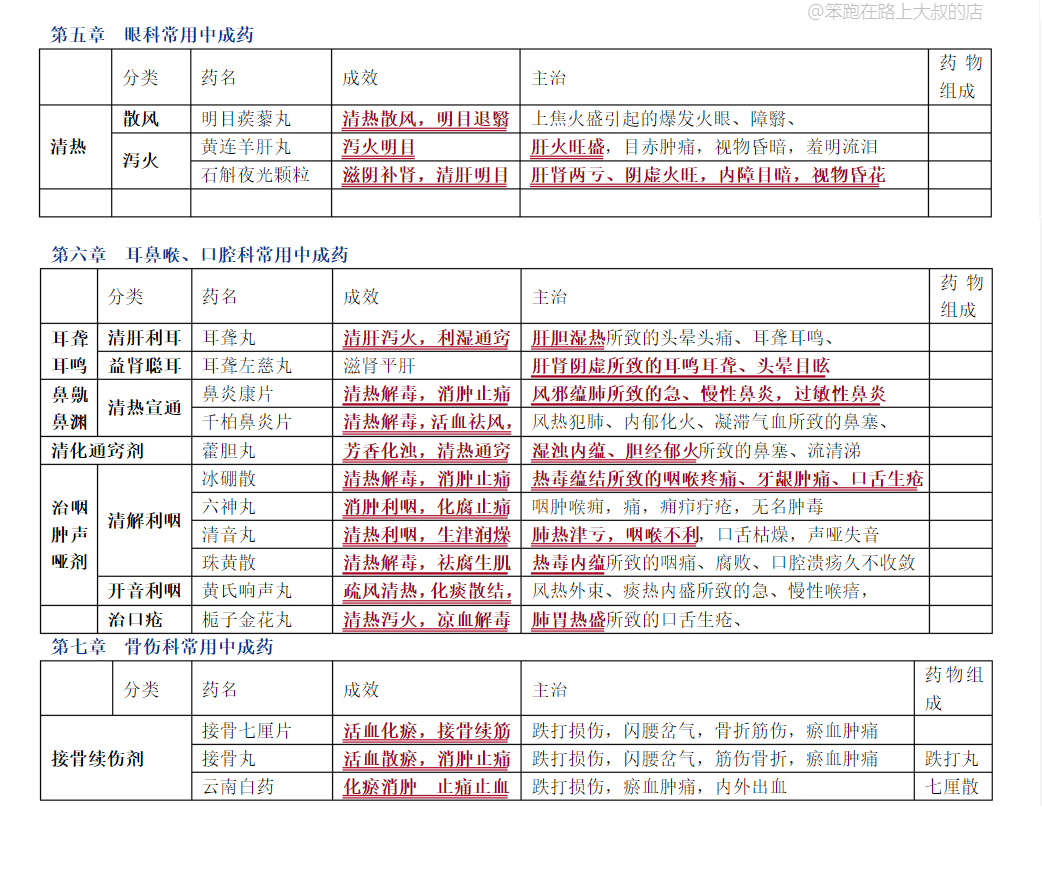 @笨跑在路上大叔的店
第五章 眼科常用中成药
分类 药名 成效 主治 药物组成
清热 散风 明目蒺藜丸 清热散风，明目退翳 上焦火盛引起的爆发火眼、障翳、
泻火 黄连羊肝丸 泻火明目 肝火旺盛，目赤肿痛，视物昏暗，羞明流泪
石斛夜光颗粒 滋阴补肾，清肝明目 肝肾两亏、阴虚火旺，内障目暗，视物昏花
第六章 耳鼻喉、口腔科常用中成药
分类 药名 成效 主治 药物组成
耳聋耳鸣 清肝利耳 耳聋丸 清肝泻火，利湿通窍 肝胆湿热所致的头晕头痛、耳聋耳鸣、
益肾聪耳 耳聋左慈丸 滋肾平肝 肝肾阴虚所致的耳鸣耳聋、头晕目眩
鼻鼽鼻渊 清热宣通 鼻炎康片 清热解毒，消肿止痛 风邪蕴肺所致的急、慢性鼻炎，过敏性鼻炎
千柏鼻炎片 清热解毒，活血祛风， 风热犯肺、内郁化火、凝滞气血所致的鼻塞、
清化通窍剂 藿胆丸 芳香化浊，清热通窍 湿浊内蕴、胆经郁火所致的鼻塞、流清涕
治咽肿声哑剂 清解利咽 冰硼散 清热解毒，消肿止痛 热毒蕴结所致的咽喉疼痛、牙龈肿痛、口舌生疮
六神丸 消肿利咽，化腐止痛 咽肿喉痈，痛，痈疖疔疮，无名肿毒
清音丸 清热利咽，生津润燥 肺热津亏，咽喉不利，口舌枯燥，声哑失音
珠黄散 清热解毒，祛腐生肌 热毒内蕴所致的咽痛、腐败、口腔溃疡久不收敛
开音利咽 黄氏响声丸 疏风清热，化痰散结， 风热外束、痰热内盛所致的急、慢性喉瘖，
治口疮 栀子金花丸 清热泻火，凉血解毒 肺胃热盛所致的口舌生疮、
第七章 骨伤科常用中成药
分类 药名 成效 主治 药物组成
接骨续伤剂 接骨七厘片 活血化瘀，接骨续筋 跌打损伤，闪腰岔气，骨折筋伤，瘀血肿痛
接骨丸 活血散瘀，消肿止痛 跌打损伤，闪腰岔气，筋伤骨折，瘀血肿痛 跌打丸
云南白药 化瘀消肿 止痛止血 跌打损伤，瘀血肿痛，内外出血 七厘散